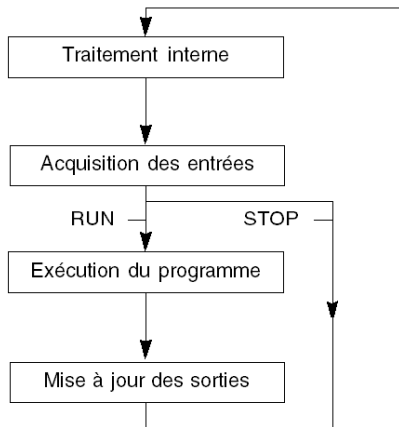 Traitement interne
Acquisition des entrées
RUN STOP
Exécution du programme
Mise à jour des sorties